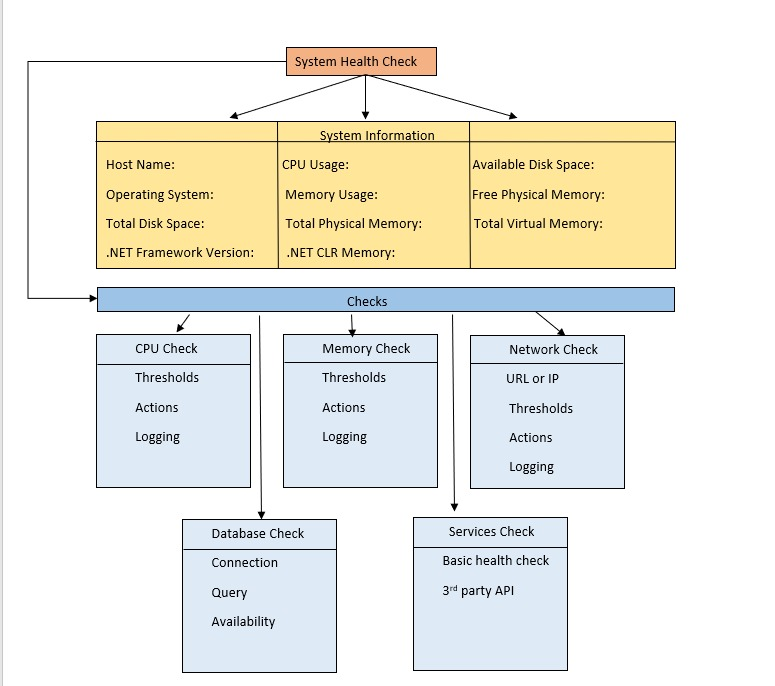 System Health Check
System Information
Host Name:
Operating System:
Total Disk Space:
.NET Framework Version:
CPU Usage:
Memory Usage:
Total Physical Memory:
.NET CLR Memory:
Available Disk Space:
Free Physical Memory:
Total Virtual Memory:
Checks
CPU Check
Thresholds
Actions
Logging
Memory Check
Thresholds
Actions
Logging
Network Check
URL or IP
Thresholds
Actions
Logging
Database Check
Connection
Query
Availability
Services Check
Basic health check
3rd party API